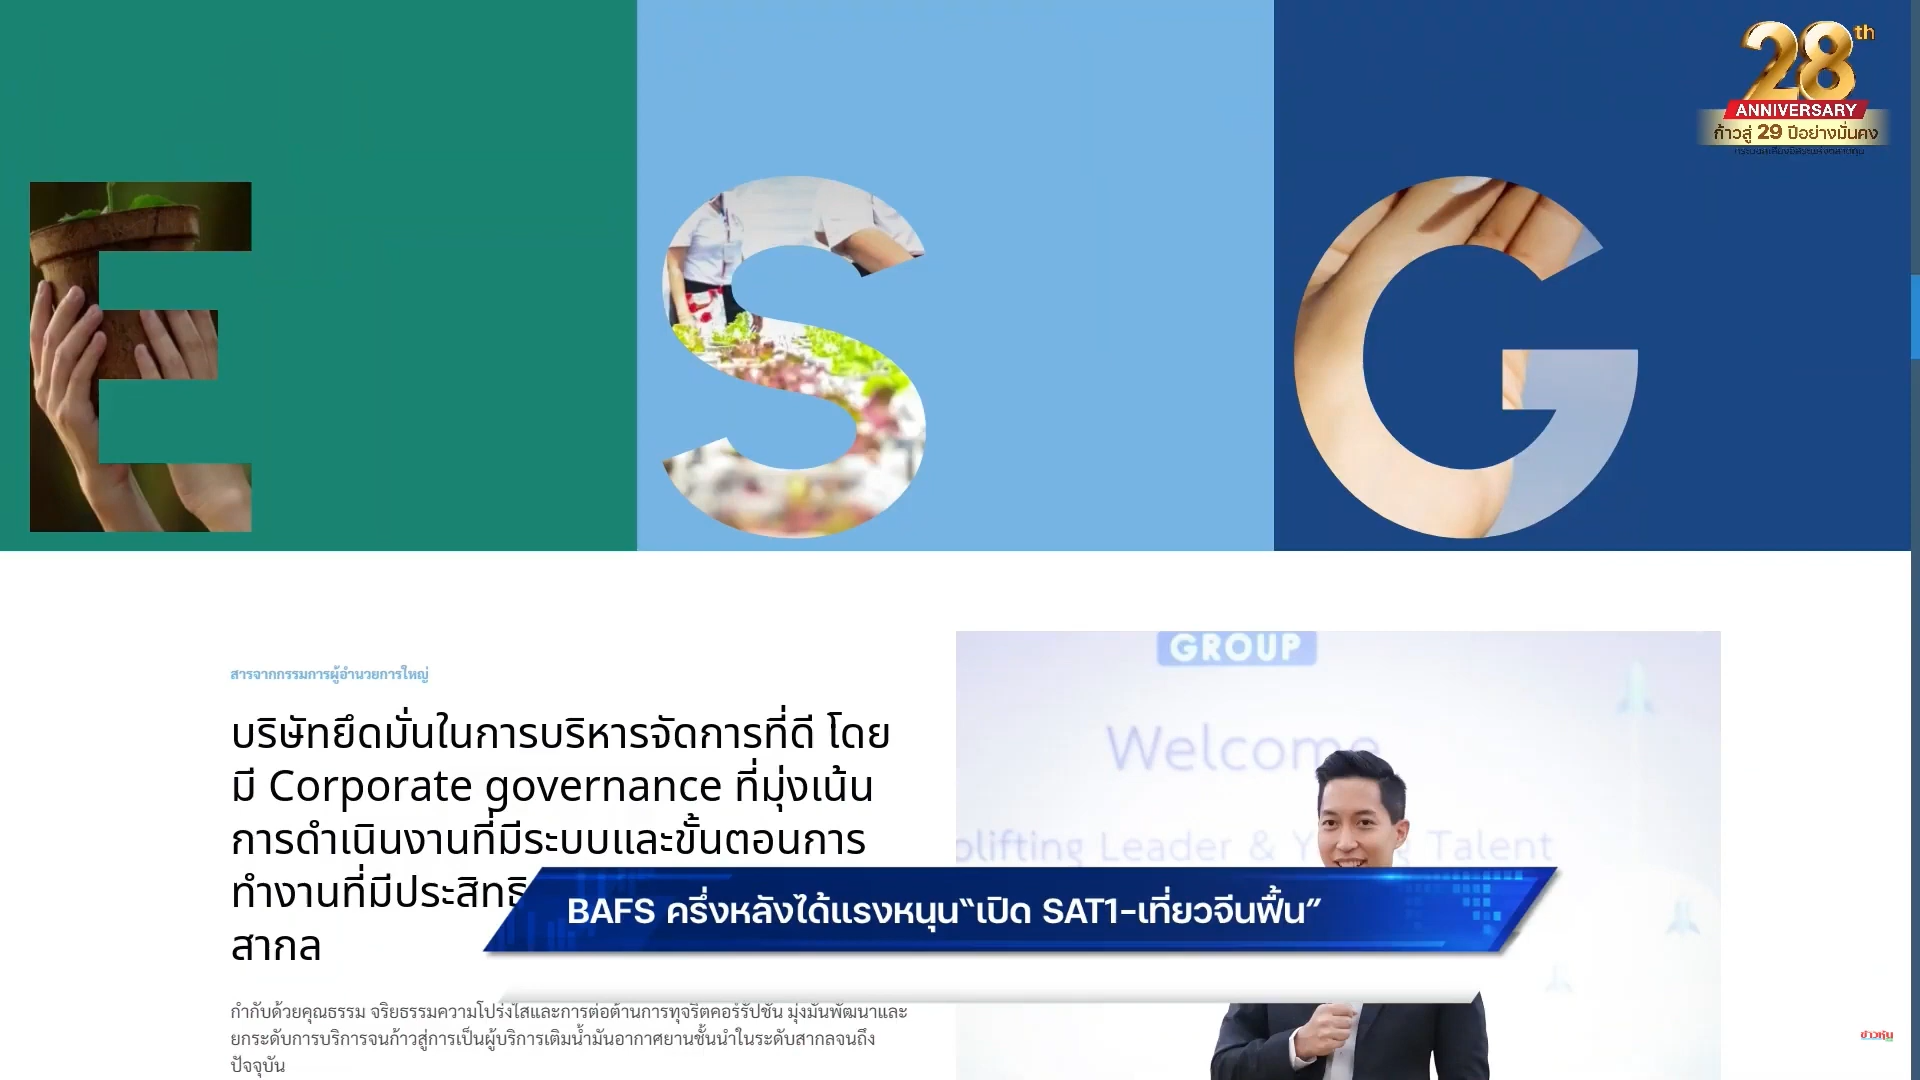 28th
ANNIVERSARY
ก้าวสู่ 29 ปีอย่างมั่นคง
E S G
สารจากกรรมการผู้อำนวยการใหญ่
บริษัทยึดมั่นในการบริหารจัดการที่ดี โดย
มี Corporate governance ที่มุ่งเน้น
การดำเนินงานที่มีระบบและขั้นตอนการ
ทำงานที่มีประสิทธิ
สากล
กำกับด้วยคุณธรรม จริยธรรมความโปร่งใสและการต่อต้านการทุจริตคอร์รัปชัน มุ่งมั่นพัฒนาและ
ยกระดับการบริการจนก้าวสู่การเป็นผู้บริการเติมน้ำมันอากาศยานชั้นนำในระดับสากลจนถึง
ปัจจุบัน
GROUP
Welcome
plifting Leader & Y g Talent
BAFS ครึ่งหลังได้แรงหนุน“เปิด SAT1-เที่ยวจีนฟื้น”
ข่าวหุ้น